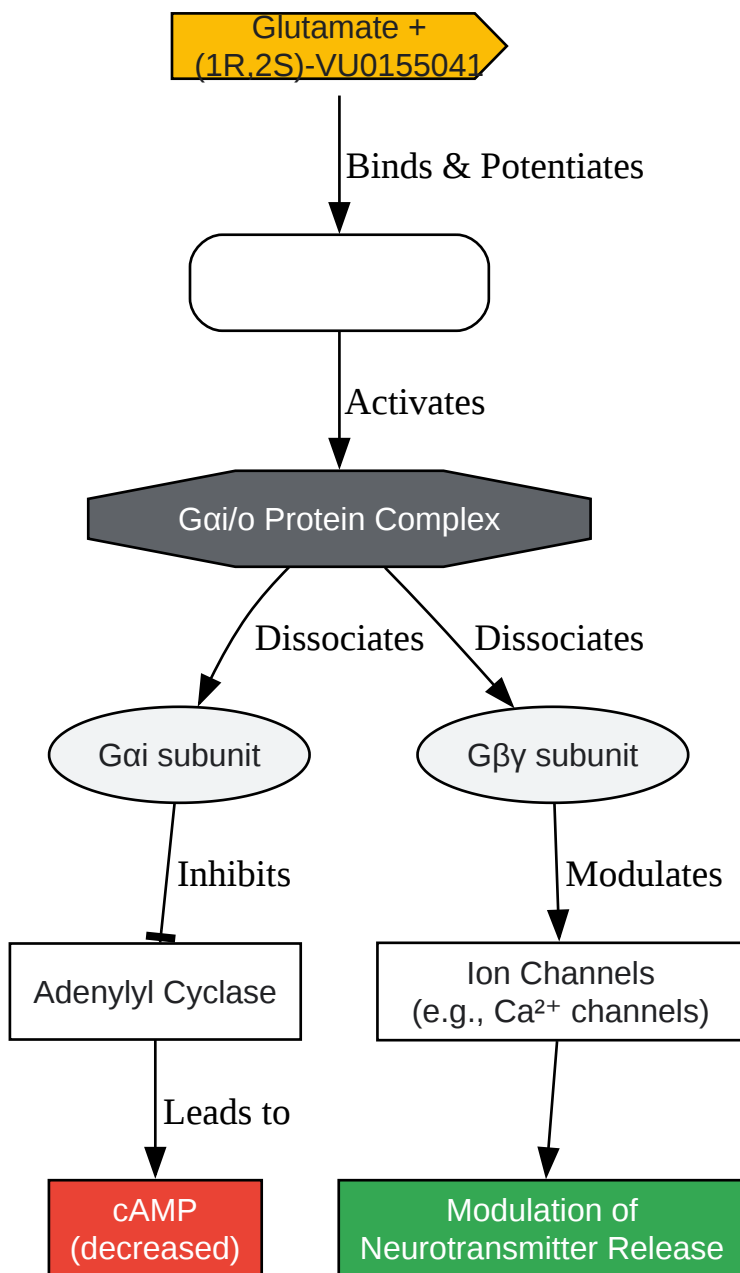 Glutamate +
(1R,2S)-VU0155041
Binds & Potentiates
Activates
Gαi/o Protein Complex
Dissociates
Dissociates
Gαi subunit
Gβγ subunit
Inhibits
Modulates
Adenylyl Cyclase
Ion Channels
(e.g., Ca²⁺ channels)
Leads to
cAMP
(decreased)
Modulation of
Neurotransmitter Release